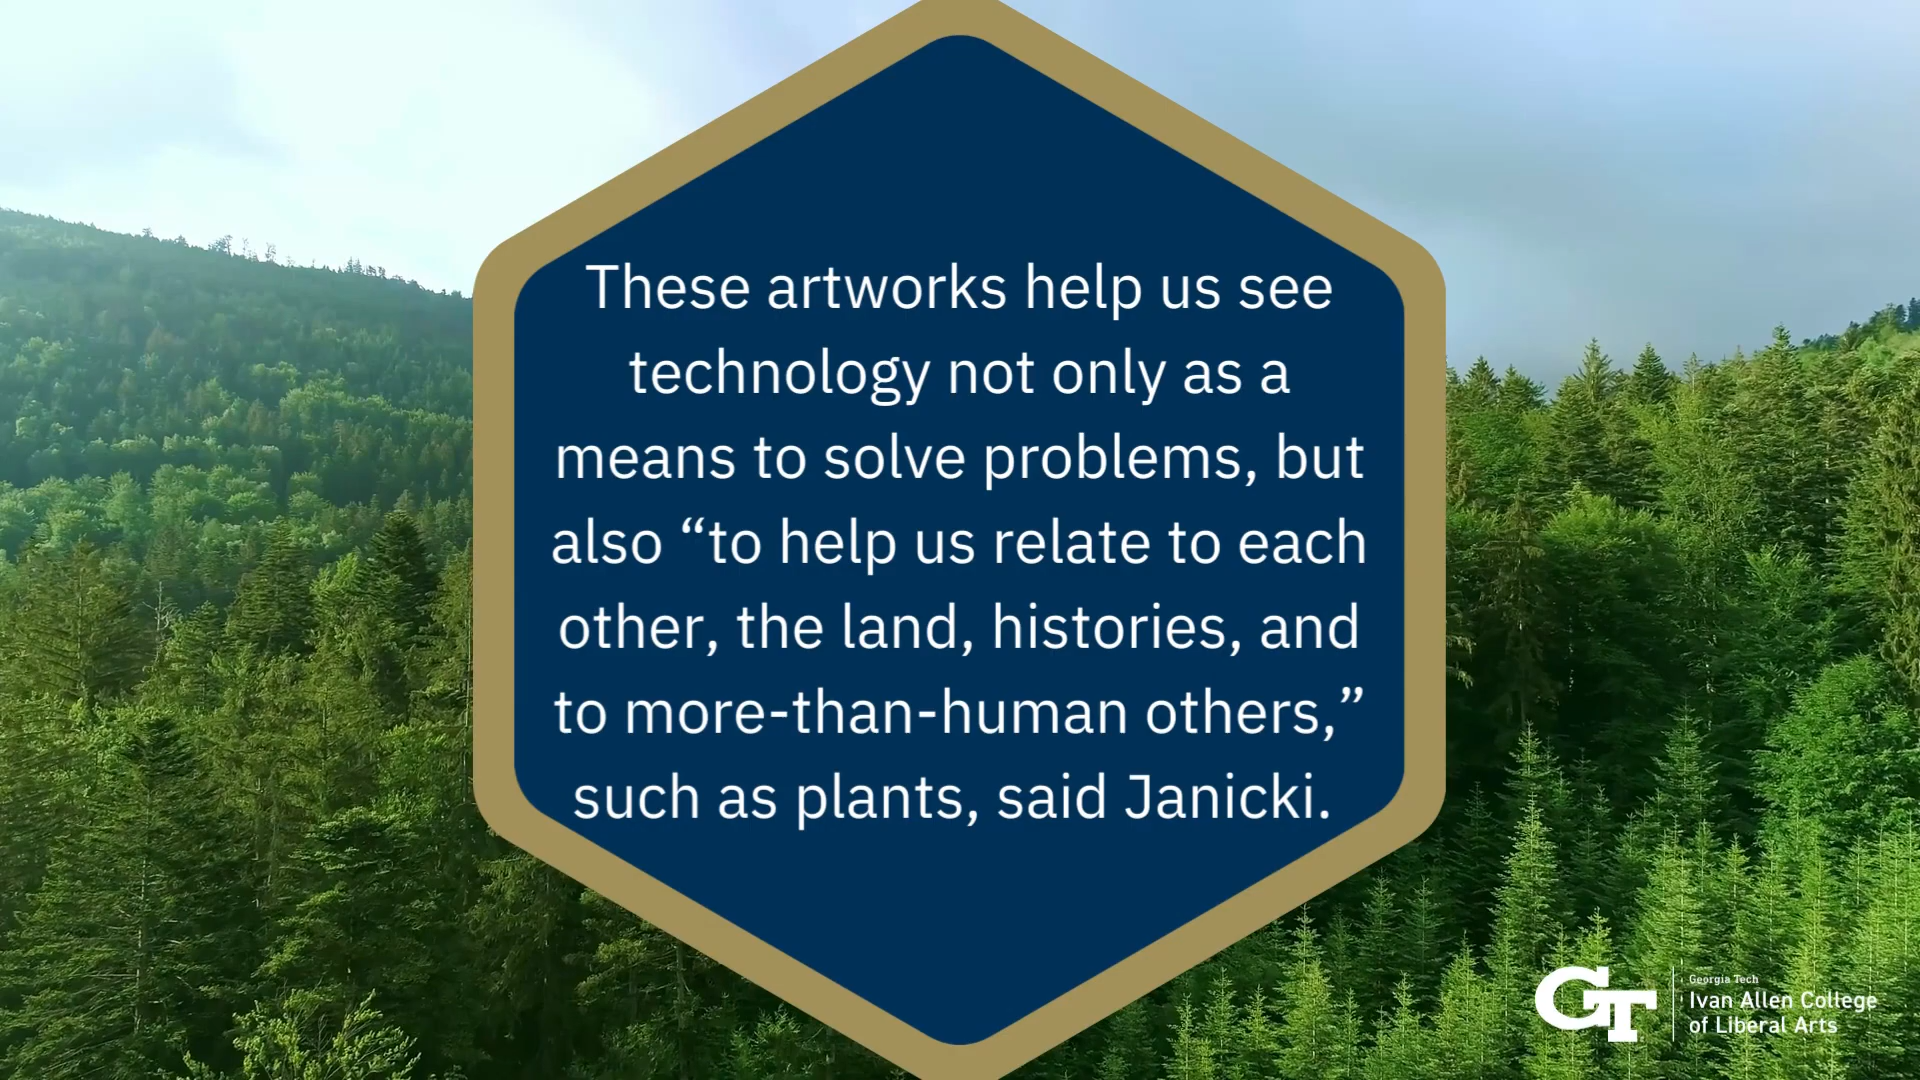 These artworks help us see
technology not only as a
means to solve problems, but
also “to help us relate to each
other, the land, histories, and
to more-than-human others,”
such as plants, said Janicki.
GT
Georgia Tech
Ivan Allen College
of Liberal Arts